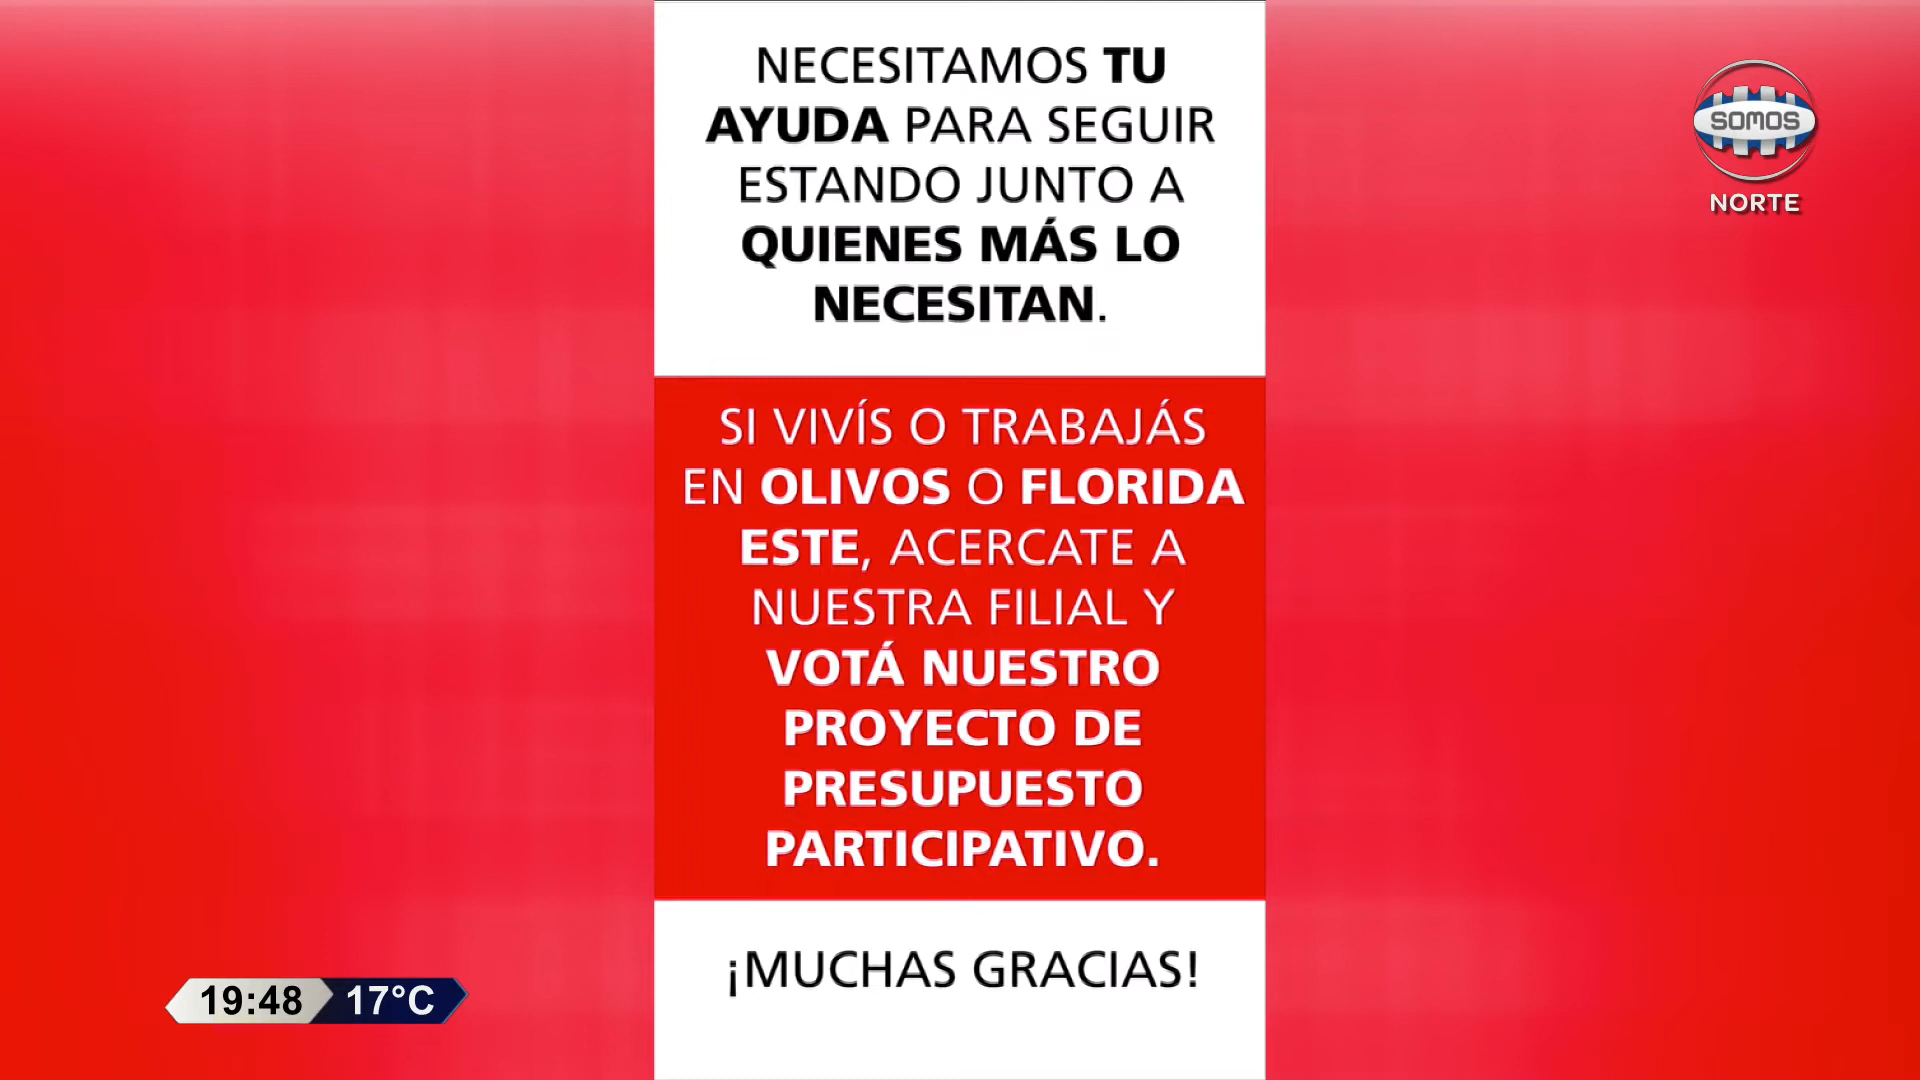 NECESITAMOS TU
AYUDA PARA SEGUIR
ESTANDO JUNTO A
QUIENES MÁS LO
NECESITAN.
SI VIVÍS O TRABAJÁS
EN OLIVOS O FLORIDA
ESTE, ACERCATE A
NUESTRA FILIAL Y
VOTÁ NUESTRO
PROYECTO DE
PRESUPUESTO
PARTICIPATIVO.
¡MUCHAS GRACIAS!
SOMOS
NORTE
19:48 17°C